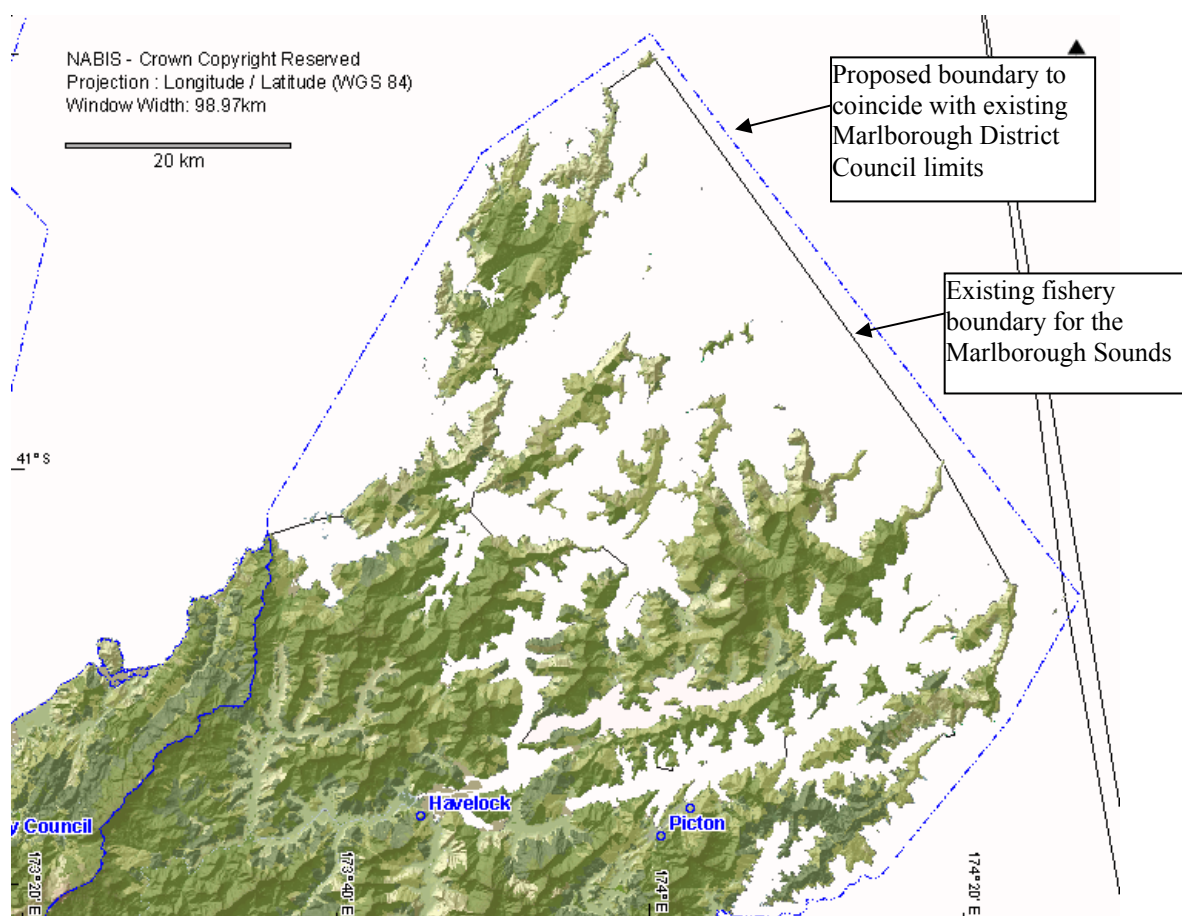 NABIS - Crown Copyright Reserved
Projection : Longitude / Latitude (WGS 84)
Window Width: 98.97km
20 km
Proposed boundary to
coincide with existing
Marlborough District
Council limits
Existing fishery
boundary for the
Marlborough Sounds
41° S
Havelock
Picton
y Council
173° 20' E
173° 40' E
174° E
174° 20' E